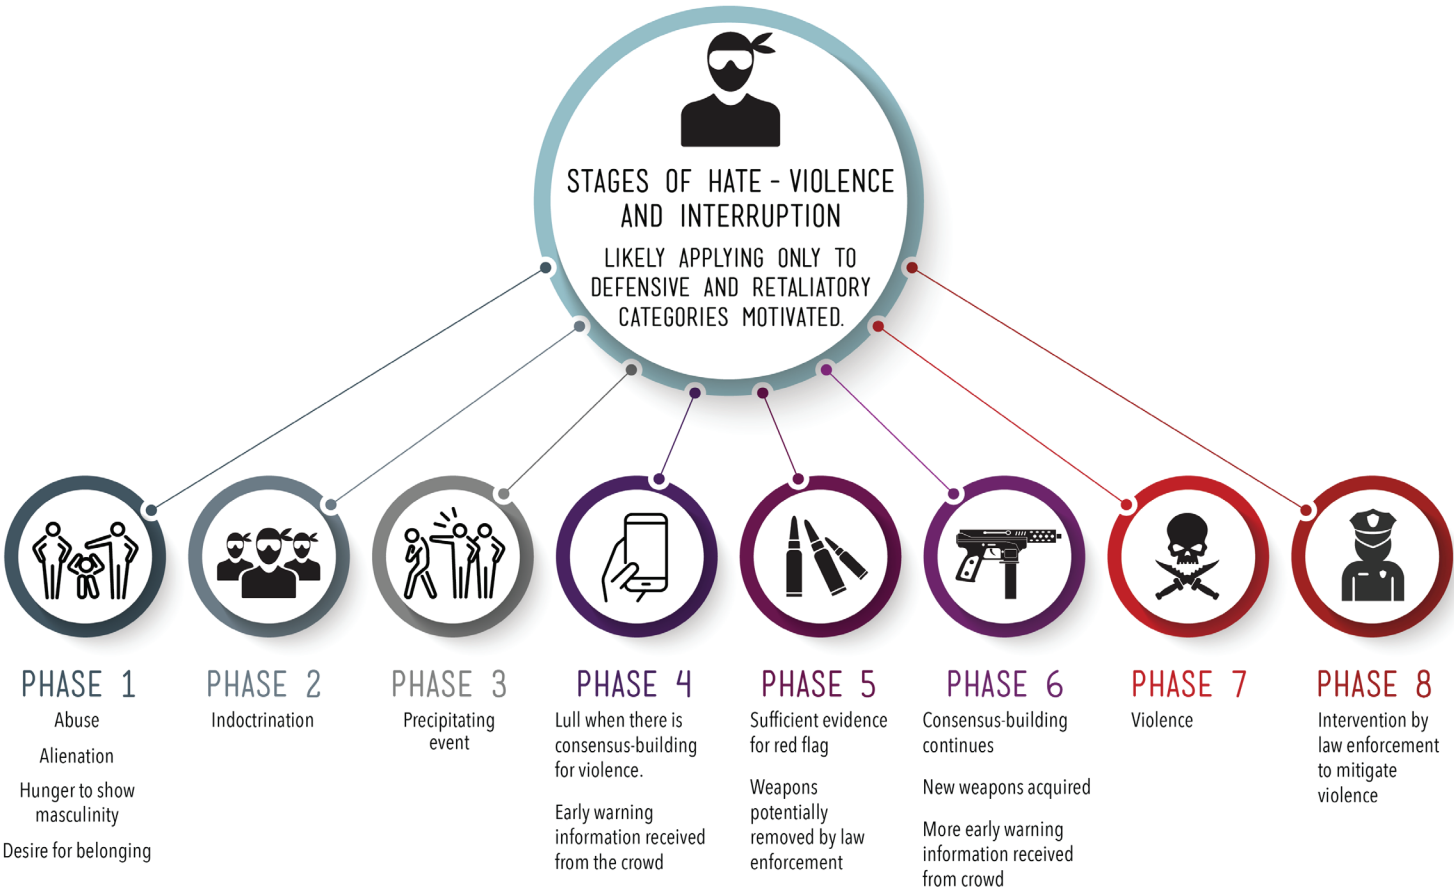 STAGES OF HATE - VIOLENCE
AND INTERRUPTION
LIKELY APPLYING ONLY TO
DEFENSIVE AND RETALIATORY
CATEGORIES MOTIVATED.
PHASE 1
Abuse
Alienation
Hunger to show
masculinity
Desire for belonging
PHASE 2
Indoctrination
PHASE 3
Precipitating
event
PHASE 4
Lull when there is
consensus-building
for violence.
Early warning
information received
from the crowd
PHASE 5
Sufficient evidence
for red flag
Weapons
potentially
removed by law
enforcement
PHASE 6
Consensus-building
continues
New weapons acquired
More early warning
information received
from crowd
PHASE 7
Violence
PHASE 8
Intervention by
law enforcement
to mitigate
violence